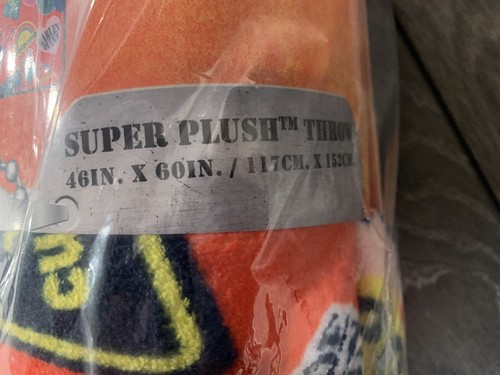 SUPER PLUSH™ THROW
46IN. X 60IN. / 117CM. X 152CM.